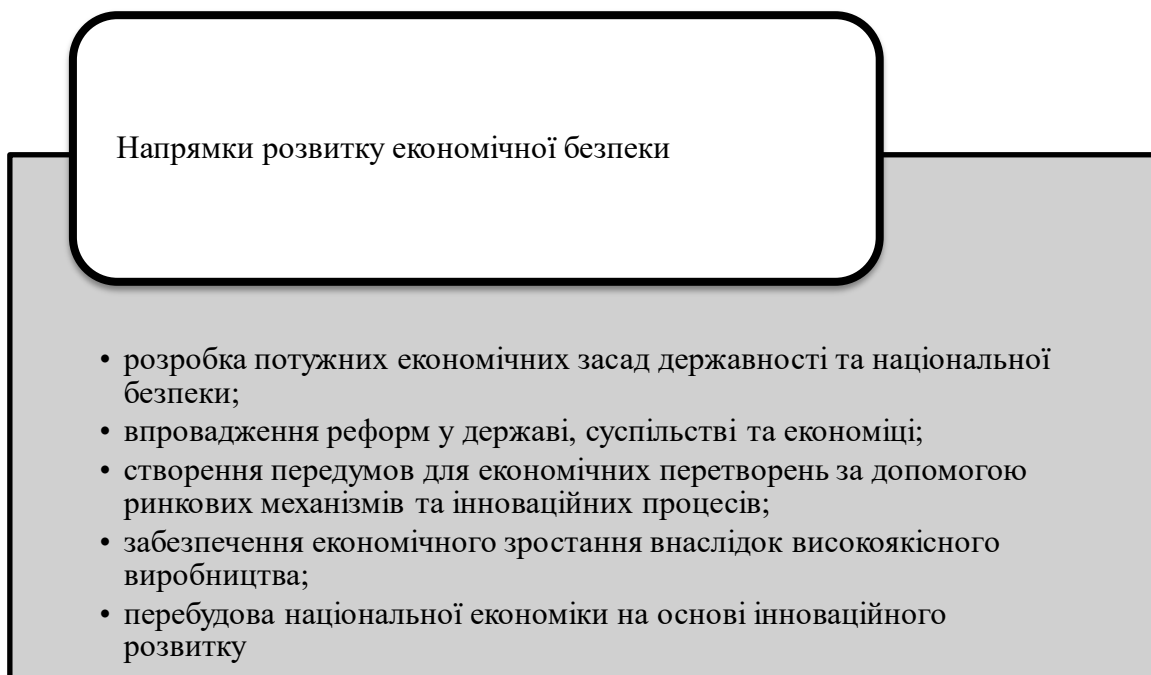 Напрямки розвитку економічної безпеки
• розробка потужних економічних засад державності та національної
безпеки;
• впровадження реформ у державі, суспільстві та економіці;
• створення передумов для економічних перетворень за допомогою
ринкових механізмів та інноваційних процесів;
• забезпечення економічного зростання внаслідок високоякісного
виробництва;
• перебудова національної економіки на основі інноваційного
розвитку